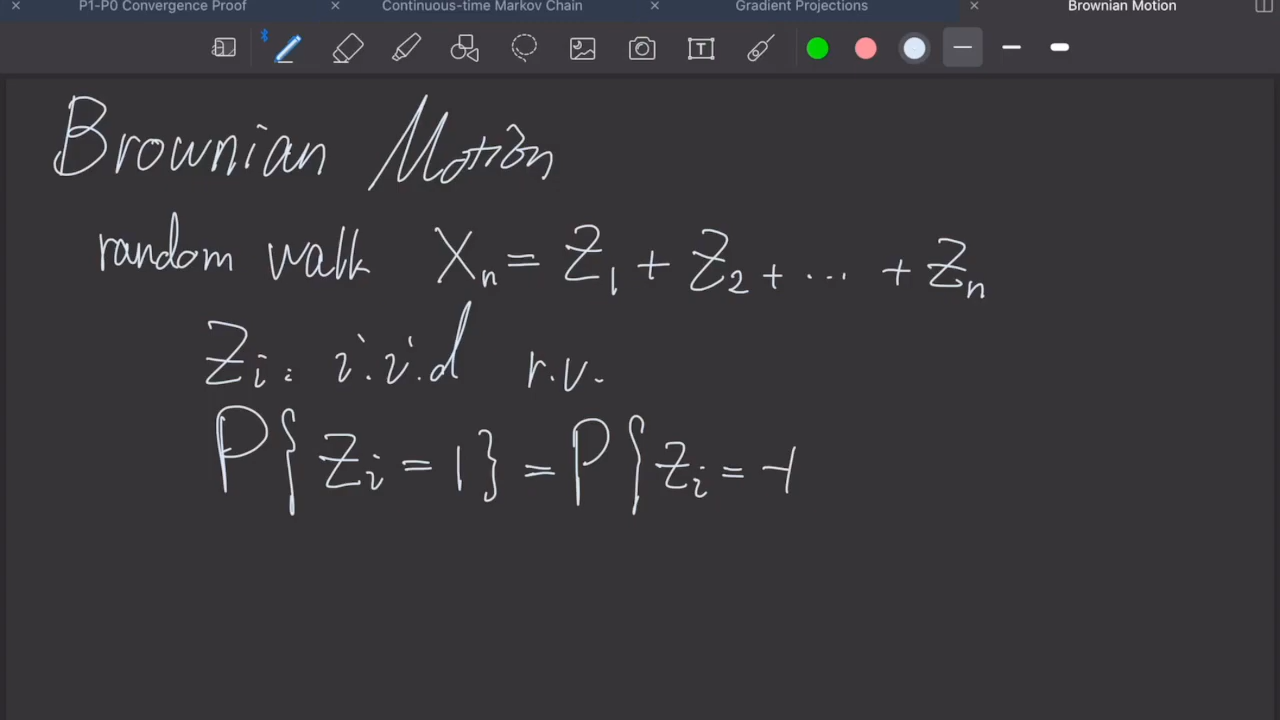 P1-P0 Convergence Proof Continuous-time Markov Chain Gradient Projections Brownian Motion
T
Brownian Motion
random walk Xₙ = Z₁ + Z₂ + ... + Zₙ
Zᵢ: i.i.d r.v.
P{Zᵢ = 1} = P{Zᵢ = -1